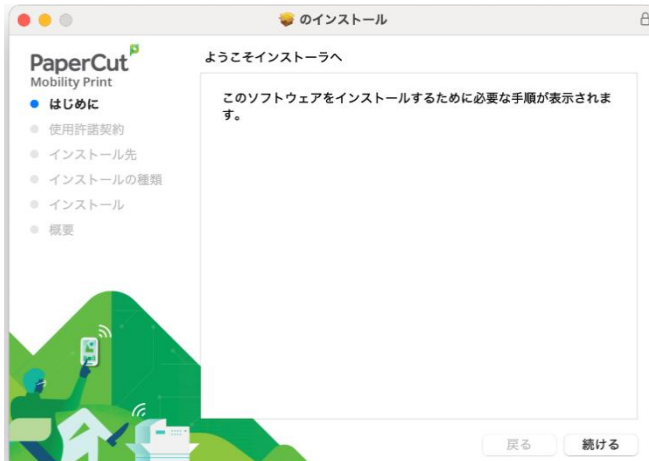 のインストール
PaperCut
Mobility Print
ようこそインストーラへ
はじめに
使用許諾契約
インストール先
インストールの種類
インストール
概要
このソフトウェアをインストールするために必要な手順が表示されま
す。
戻る
続ける